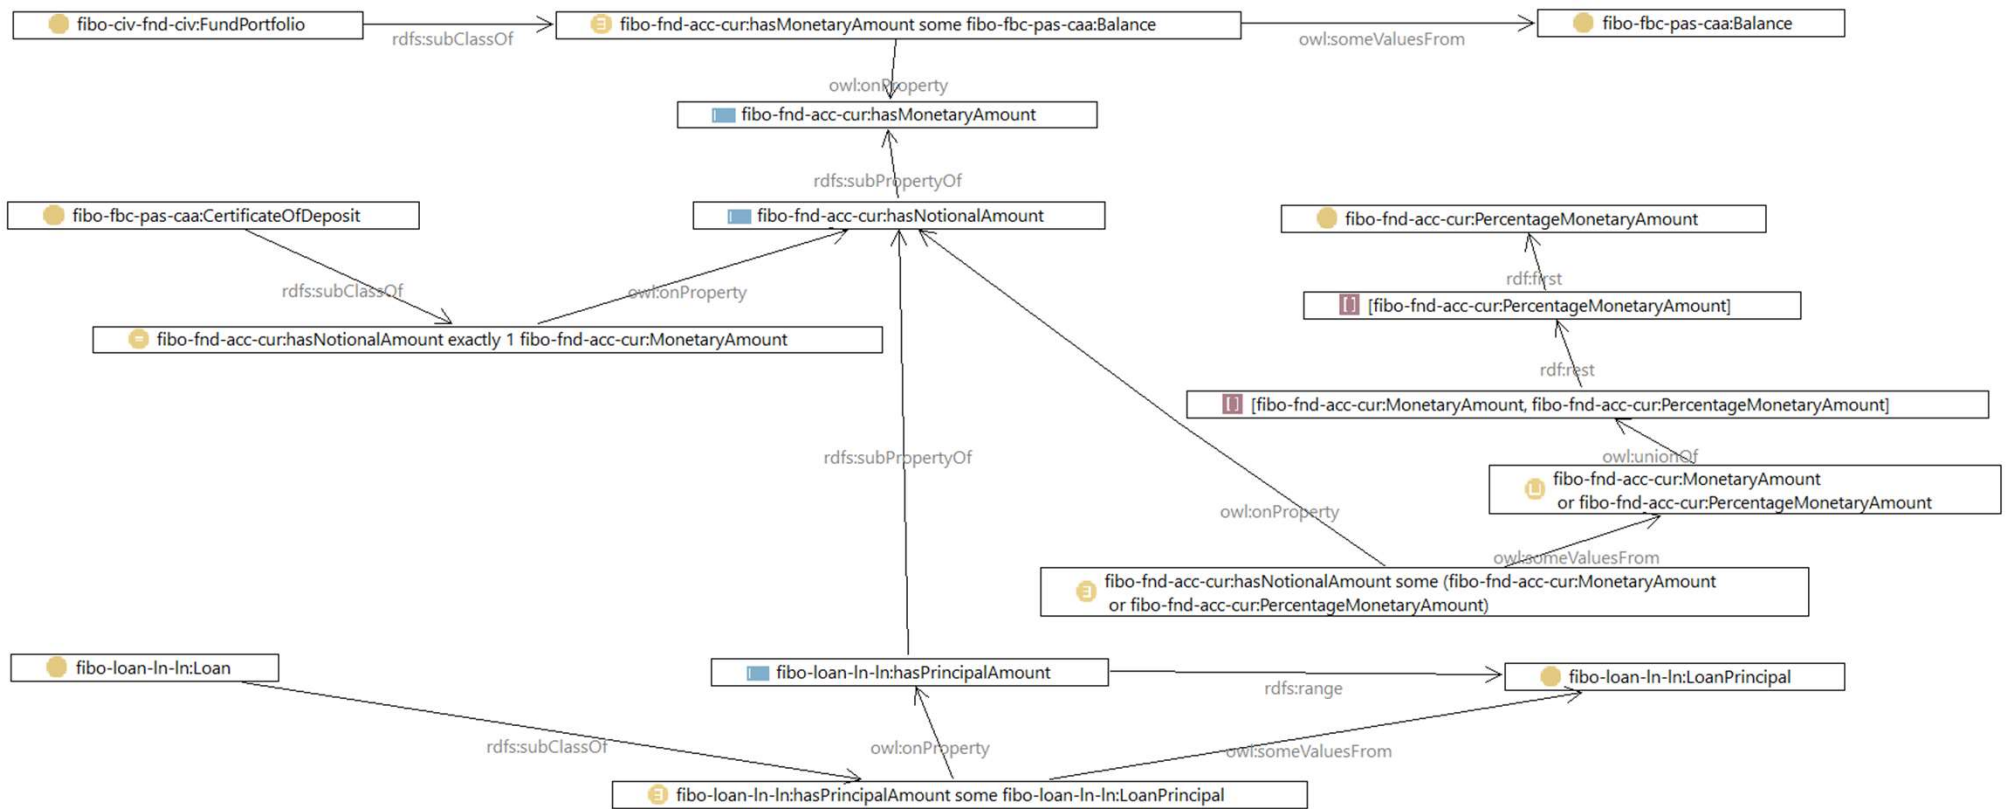 fibo-civ-fnd-civ:FundPortfolio
rdfs:subClassOf
fibo-fnd-acc-cur:hasMonetaryAmount some fibo-fbc-pas-caa:Balance
owl:someValuesFrom
fibo-fbc-pas-caa:Balance
owl:onProperty
fibo-fnd-acc-cur:hasMonetaryAmount
rdfs:subPropertyOf
fibo-fbc-pas-caa:CertificateOfDeposit
fibo-fnd-acc-cur:hasNotionalAmount
fibo-fnd-acc-cur:PercentageMonetaryAmount
rdfs:subClassOf
owl:onProperty
rdf:first
[fibo-fnd-acc-cur:PercentageMonetaryAmount]
fibo-fnd-acc-cur:hasNotionalAmount exactly 1 fibo-fnd-acc-cur:MonetaryAmount
rdf:rest
[fibo-fnd-acc-cur:MonetaryAmount, fibo-fnd-acc-cur:PercentageMonetaryAmount]
rdfs:subPropertyOf
owl:unionOf
fibo-fnd-acc-cur:MonetaryAmount
or fibo-fnd-acc-cur:PercentageMonetaryAmount
owl:onProperty
owl:someValuesFrom
fibo-fnd-acc-cur:hasNotionalAmount some (fibo-fnd-acc-cur:MonetaryAmount
or fibo-fnd-acc-cur:PercentageMonetaryAmount)
fibo-loan-ln-ln:Loan
fibo-loan-ln-ln:hasPrincipalAmount
rdfs:range
fibo-loan-ln-ln:LoanPrincipal
rdfs:subClassOf
owl:onProperty
owl:someValuesFrom
fibo-loan-ln-ln:hasPrincipalAmount some fibo-loan-ln-ln:LoanPrincipal